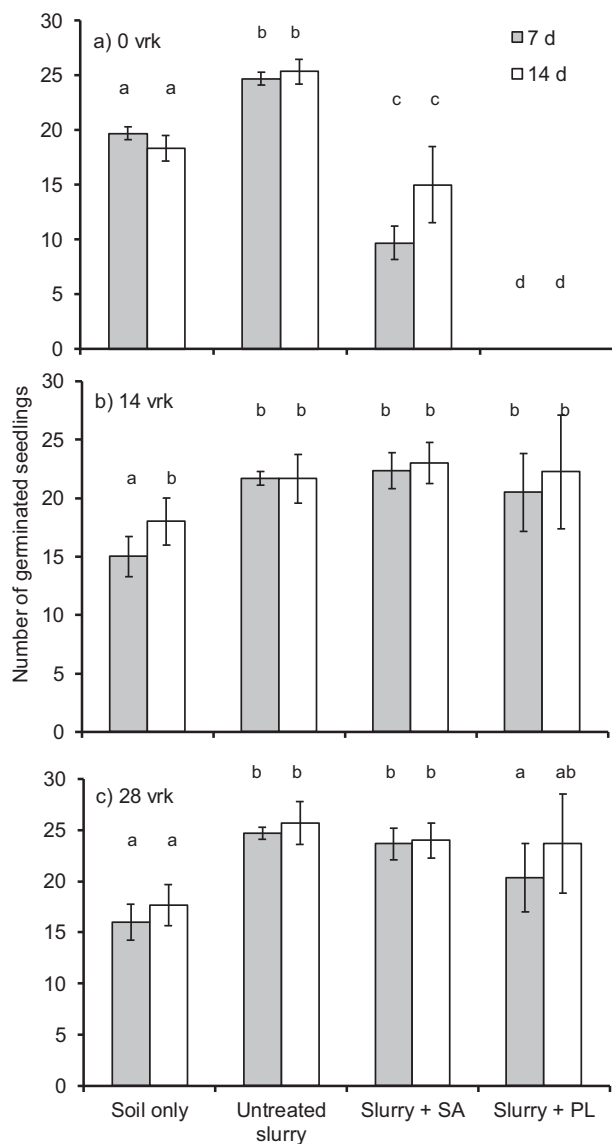 Number of germinated seedlings
30
25
20
15
10
5
0
a) 0 vrk
7 d
14 d
a a
b b
c c
d d
30
25
20
15
10
5
0
b) 14 vrk
a b
b b
b b
b b
30
25
20
15
10
5
0
c) 28 vrk
a a
b b
b b
a ab
Soil only
Untreated
slurry
Slurry + SA
Slurry + PL